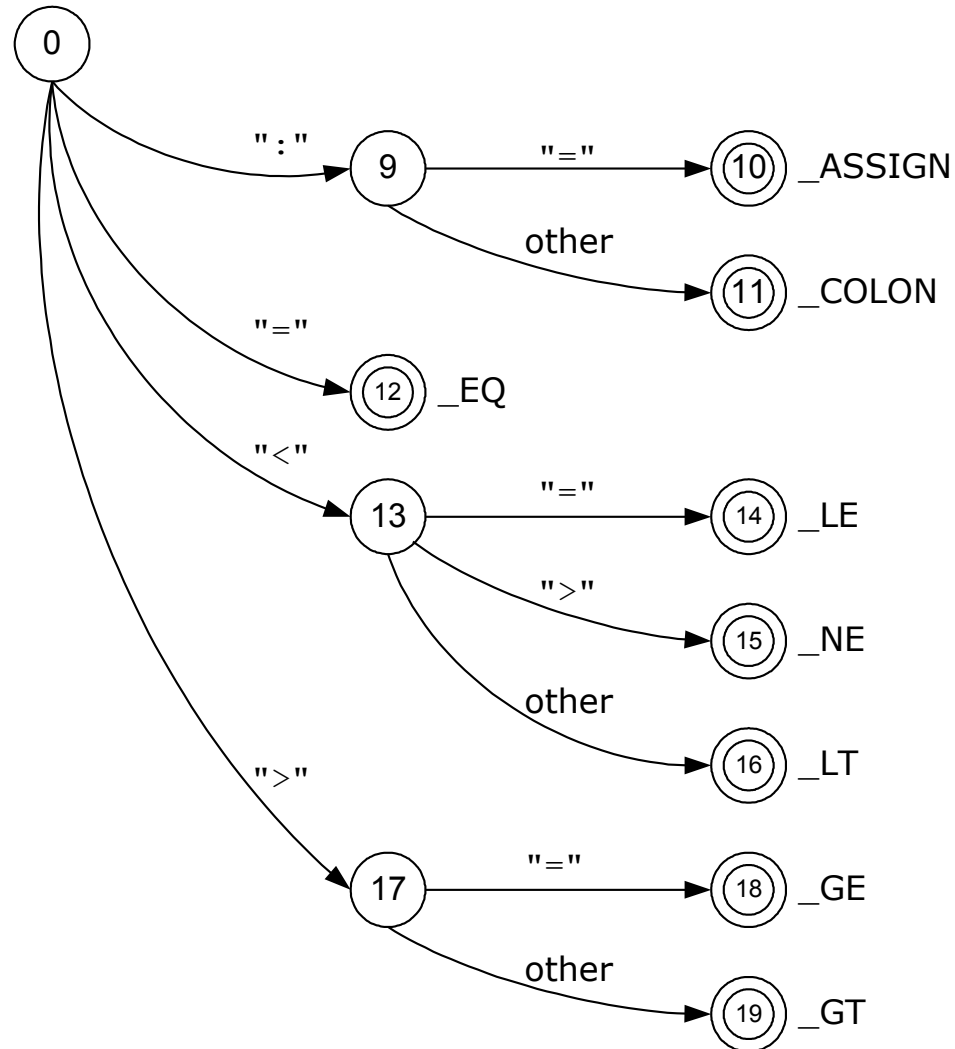 0
":" 9 "=" 10 _ASSIGN
other 11 _COLON
"=" 12 _EQ
"<" 13 "=" 14 _LE
">" 15 _NE
other 16 _LT
">" 17 "=" 18 _GE
other 19 _GT